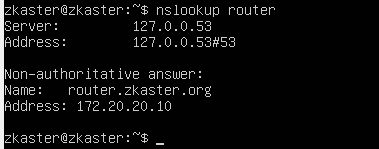 zkaster@zkaster:~$ nslookup router
Server:         127.0.0.53
Address:        127.0.0.53#53

Non-authoritative answer:
Name:   router.zkaster.org
Address: 172.20.20.10

zkaster@zkaster:~$ _